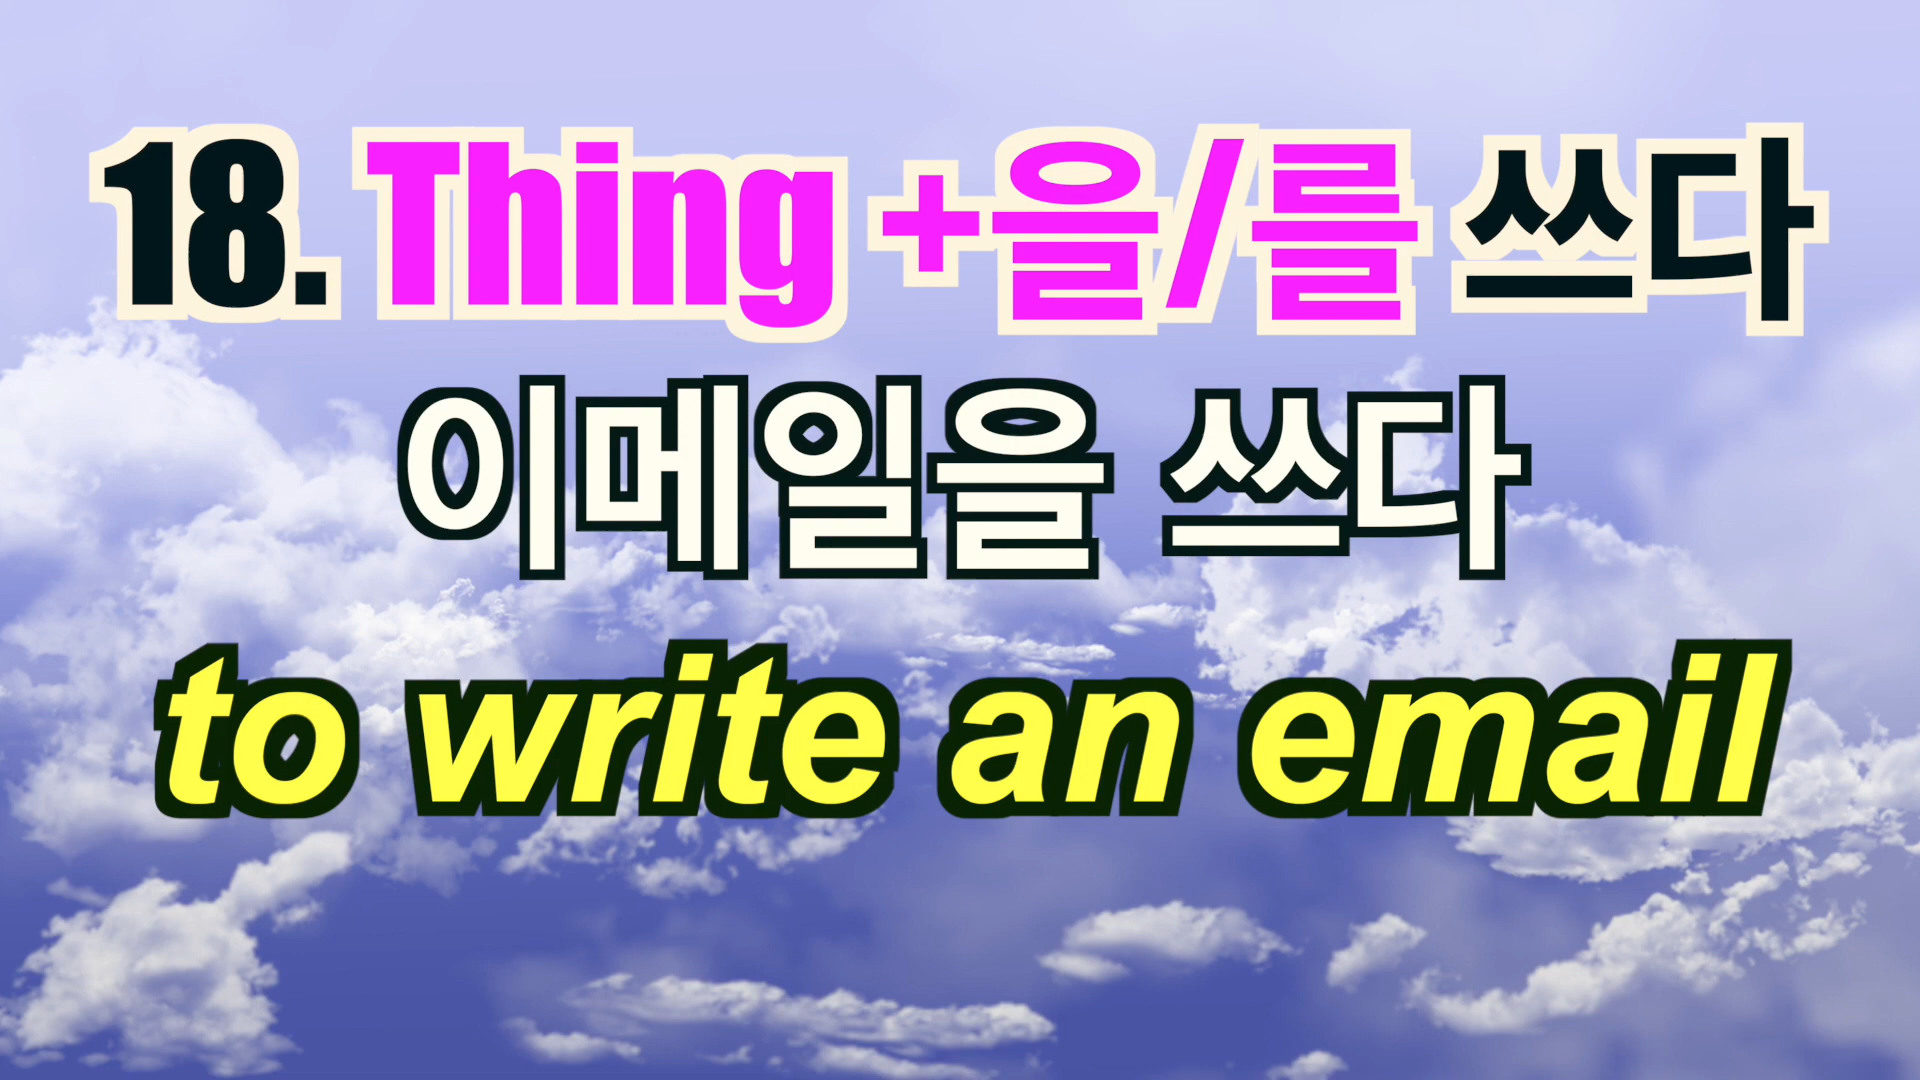 18. Thing +을/를 쓰다
이메일을 쓰다
to write an email